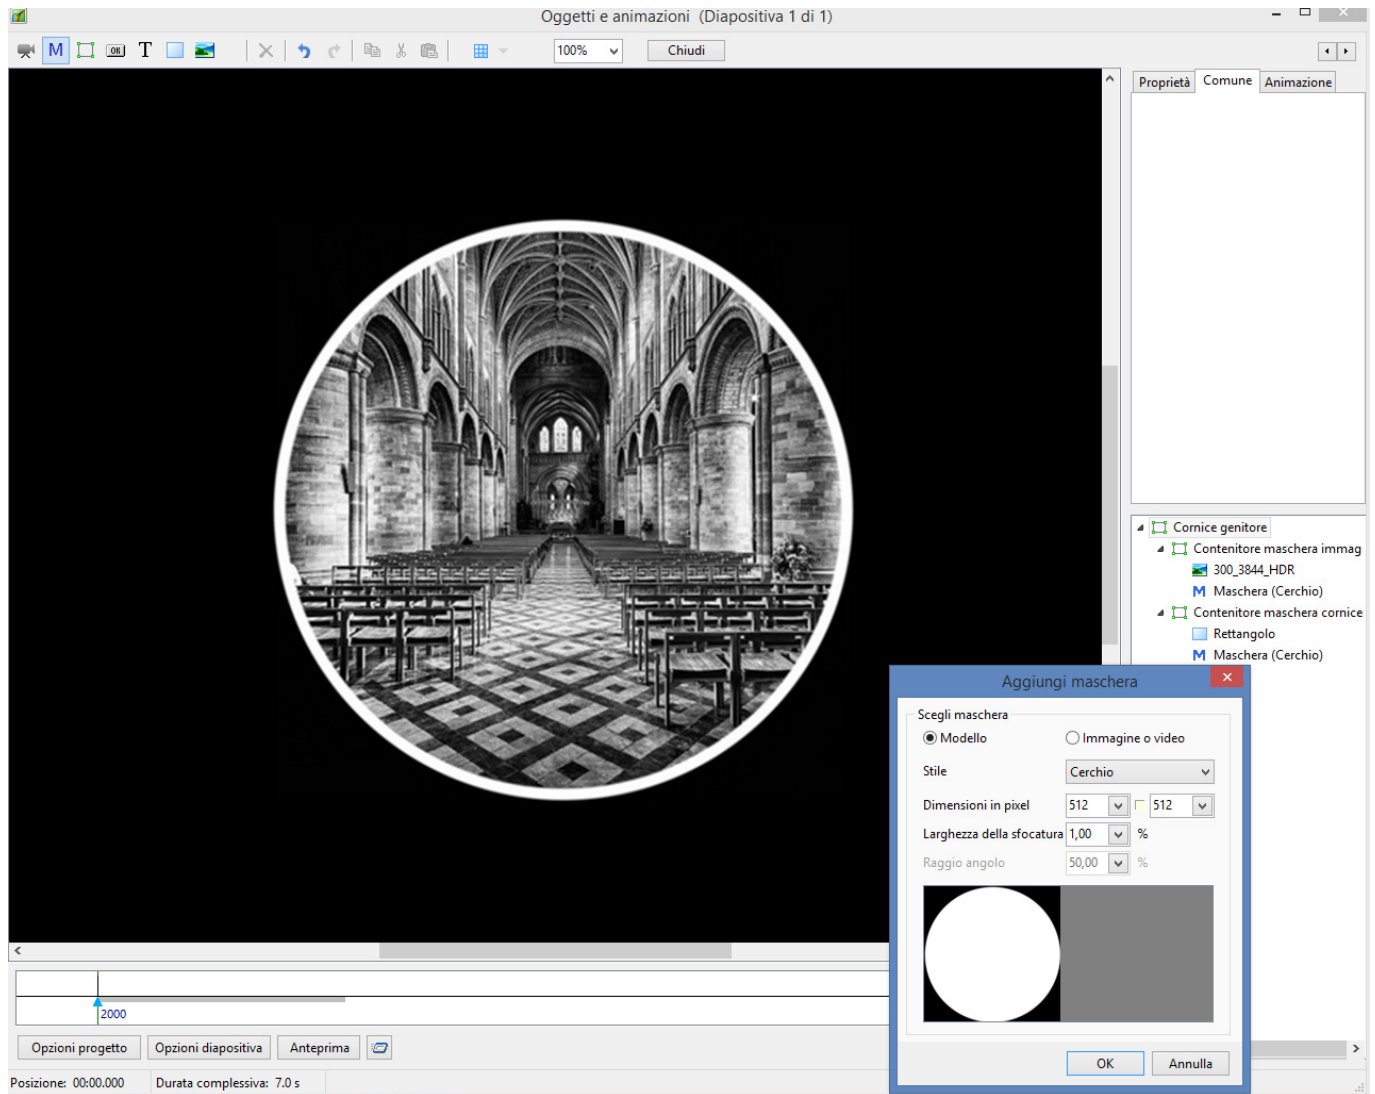 Oggetti e animazioni  (Diapositiva 1 di 1)
M OK T 100% Chiudi
Proprietà Comune Animazione
Cornice genitore
Contenitore maschera immag
300_3844_HDR
M Maschera (Cerchio)
Contenitore maschera cornice
Rettangolo
M Maschera (Cerchio)
Aggiungi maschera
Scegli maschera
Modello Immagine o video
Stile Cerchio
Dimensioni in pixel 512 512
Larghezza della sfocatura 1,00 %
Raggio angolo 50,00 %
OK Annulla
2000
Opzioni progetto Opzioni diapositiva Anteprima
Posizione: 00:00.000 Durata complessiva: 7.0 s